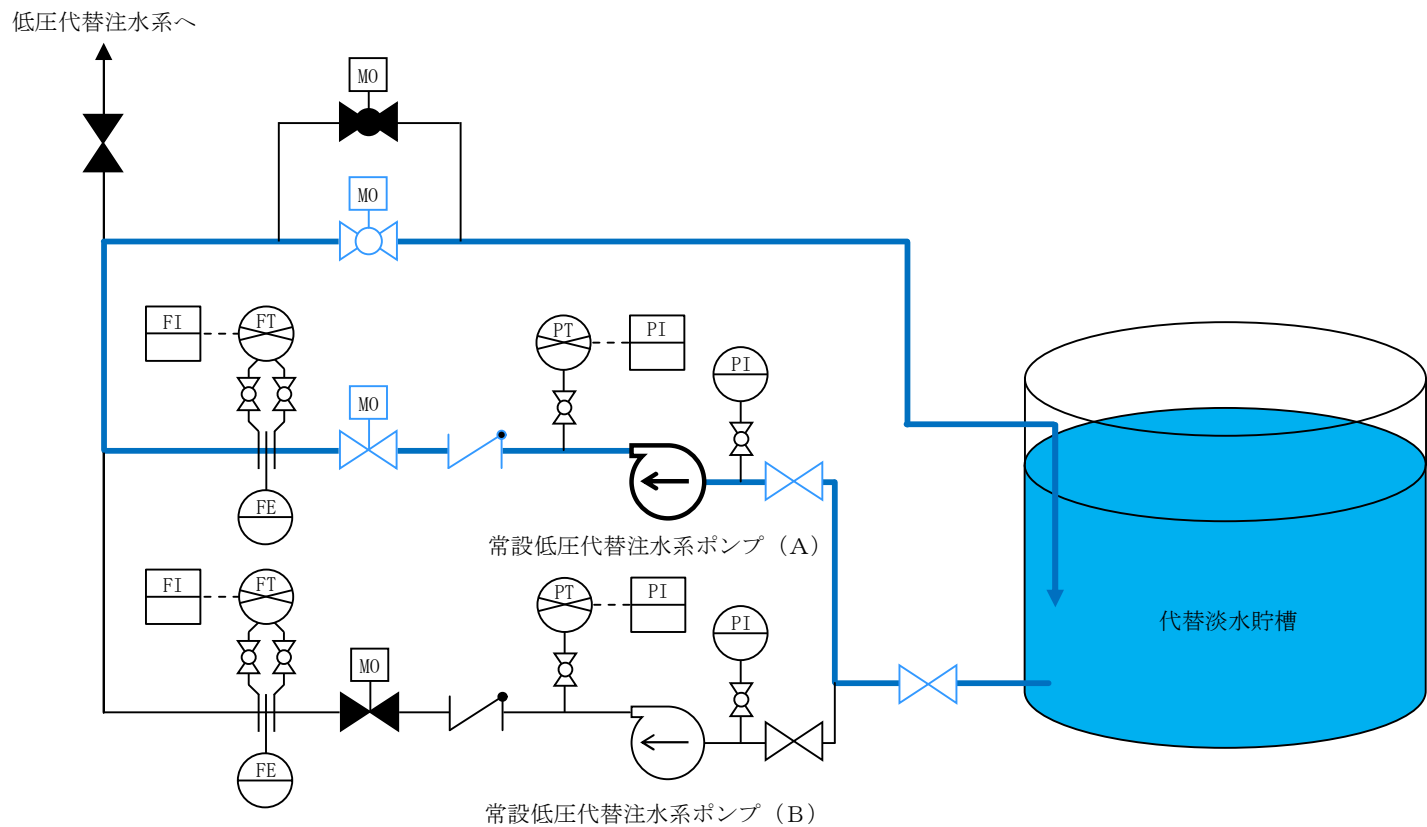 低圧代替注水系へ
MO
MO
FI
FT
PT
PI
PI
MO
FE
常設低圧代替注水系ポンプ（A）
FI
FT
PT
PI
PI
代替淡水貯槽
MO
FE
常設低圧代替注水系ポンプ（B）